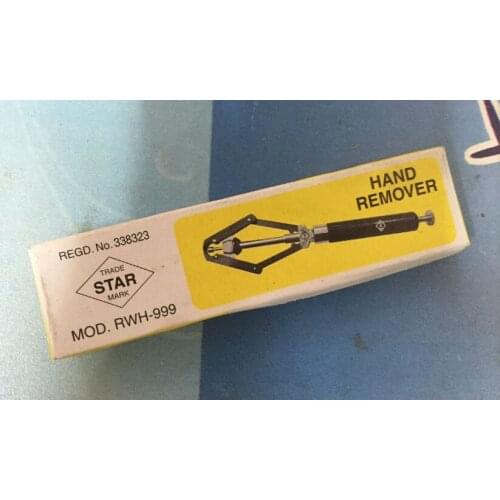 REGD. No. 338323
TRADE
STAR
MARK
MOD. RWH-999
HAND
REMOVER